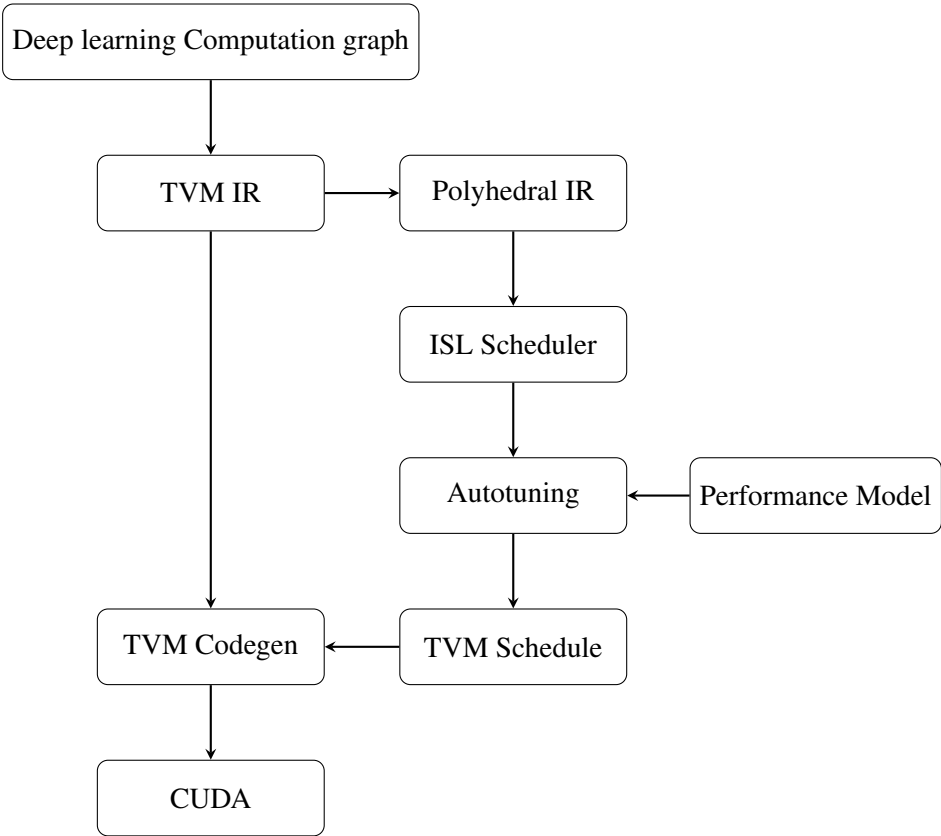 Deep learning Computation graph
TVM IR
Polyhedral IR
ISL Scheduler
Autotuning
Performance Model
TVM Codegen
TVM Schedule
CUDA